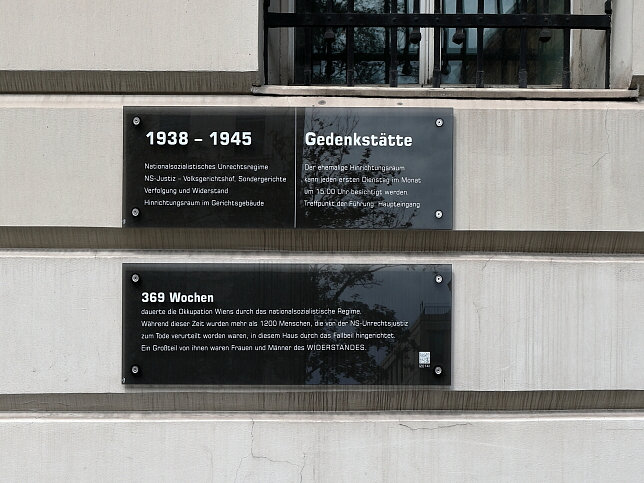 1938 – 1945
Nationalsozialistisches Unrechtsregime
NS-Justiz – Volksgerichtshof, Sondergerichte
Verfolgung und Widerstand
Hinrichtungsraum im Gerichtsgebäude
Gedenkstätte
Der ehemalige Hinrichtungsraum
kann jeden ersten Dienstag im Monat
um 15:00 Uhr besichtigt werden.
Treffpunkt der Führung: Haupteingang
369 Wochen
dauerte die Okkupation Wiens durch das nationalsozialistische Regime.
Während dieser Zeit wurden mehr als 1200 Menschen, die von der NS-Unrechtsjustiz
zum Tode verurteilt worden waren, in diesem Haus durch das Fallbeil hingerichtet.
Ein Großteil von ihnen waren Frauen und Männer des WIDERSTANDES.